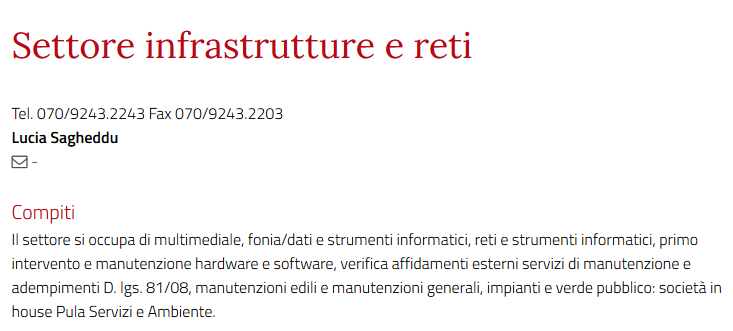 Settore infrastrutture e reti
Tel. 070/9243.2243 Fax 070/9243.2203
Lucia Sagheddu
-
Compiti
Il settore si occupa di multimediale, fonia/dati e strumenti informatici, reti e strumenti informatici, primo
intervento e manutenzione hardware e software, verifica affidamenti esterni servizi di manutenzione e
adempimenti D. lgs. 81/08, manutenzioni edili e manutenzioni generali, impianti e verde pubblico: società in
house Pula Servizi e Ambiente.